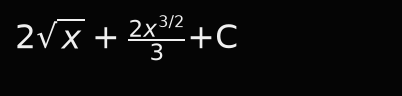 2√x + 2x^{3/2}/3 + C